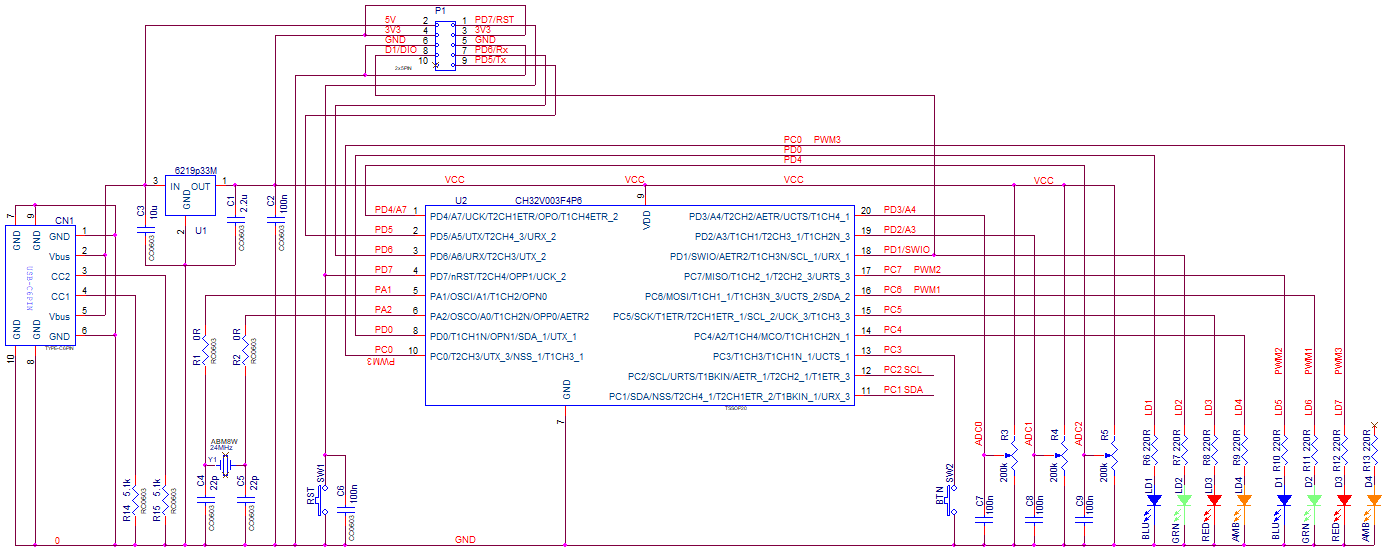 P1
5V 2 1 PD7/RST
3V3 4 3 3V3
GND 6 5 GND
D1/DIO 8 7 PD6/Rx
10 9 PD5/Tx
2x5PIN
PC0 PWM3
PD0
PD4
6219p33M
3 IN OUT 1
GND
2
U1
C3
10u
CC0603
C1
2.2u
CC0603
C2
100n
CC0603
VCC
VCC
VCC
VCC
7
9
CN1
GND
GND
GND 1
Vbus 2
CC2 3
CC1 4
Vbus 5
GND 6
USB-C6PIN
GND
GND
TYPE-C6PIN
10
8
U2
CH32V003F4P6
9
VDD
PD4/A7 1 PD4/A7/UCK/T2CH1ETR/OPO/T1CH4ETR_2
PD5 2 PD5/A5/UTX/T2CH4_3/URX_2
PD6 3 PD6/A6/URX/T2CH3/UTX_2
PD7 4 PD7/nRST/T2CH4/OPP1/UCK_2
PA1 5 PA1/OSCI/A1/T1CH2/OPN0
PA2 6 PA2/OSCO/A0/T1CH2N/OPP0/AETR2
PD0 8 PD0/T1CH1N/OPN1/SDA_1/UTX_1
PC0 10 PC0/T2CH3/UTX_3/NSS_1/T1CH3_1
PWM3
PD3/A4/T2CH2/AETR/UCTS/T1CH4_1 20 PD3/A4
PD2/A3/T1CH1/T2CH3_1/T1CH2N_1 19 PD2/A3
PD1/SWIO/AETR2/T1CH3N/SCL_1/URX_1 18 PD1/SWIO
PC7/MISO/T1CH2_1/T2CH2_3/URTS_3 17 PC7 PWM2
PC6/MOSI/T1CH1_1/T1CH3N_3/UCTS_2/SDA_2 16 PC6 PWM1
PC5/SCK/T1ETR/T2CH1ETR_1/SCL_2/UCK_3/T1CH3_3 15 PC5
PC4/A2/T1CH4/MCO/T1CH1CH2N_1 14 PC4
PC3/T1CH3/T1CH1N_1/UCTS_1 13 PC3
PC2/SCL/URTS/T1BKIN/AETR_1/T2CH2_1/T1ETR_3 12 PC2 SCL
PC1/SDA/NSS/T2CH4_1/T2CH1ETR_2/T1BKIN_1/URX_3 11 PC1 SDA
GND
7
TSSOP20
R1 0R
RC0603
R2 0R
RC0603
ABM8W
24MHz
Y1
C4
22p
CC0603
C5
22p
CC0603
R14 5.1k
RC0603
R15 5.1k
RC0603
RST
SW1
C6
100n
CC0603
BTN
SW2
ADC0
R3
200k
ADC1
R4
200k
ADC2
R5
200k
C7
100n
C8
100n
C9
100n
PWM2
PWM1
PWM3
LD1
LD2
LD3
LD4
LD5
LD6
LD7
R6 220R
R7 220R
R8 220R
R9 220R
R10 220R
R11 220R
R12 220R
R13 220R
LD1
LD2
LD3
LD4
D1
D2
D3
D4
BLU
GRN
RED
AMB
BLU
GRN
RED
AMB
0
GND